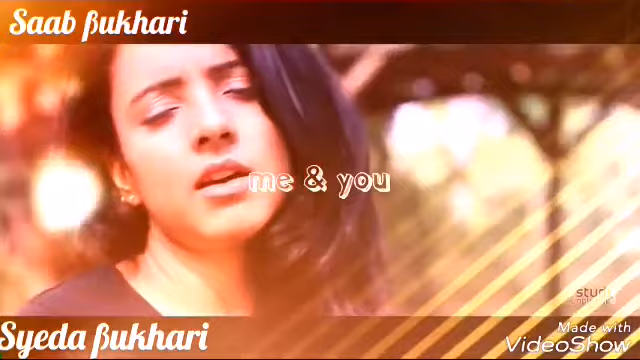 Saab ßukhari
me & you
Syeda ßukhari
Made with
VideoShow